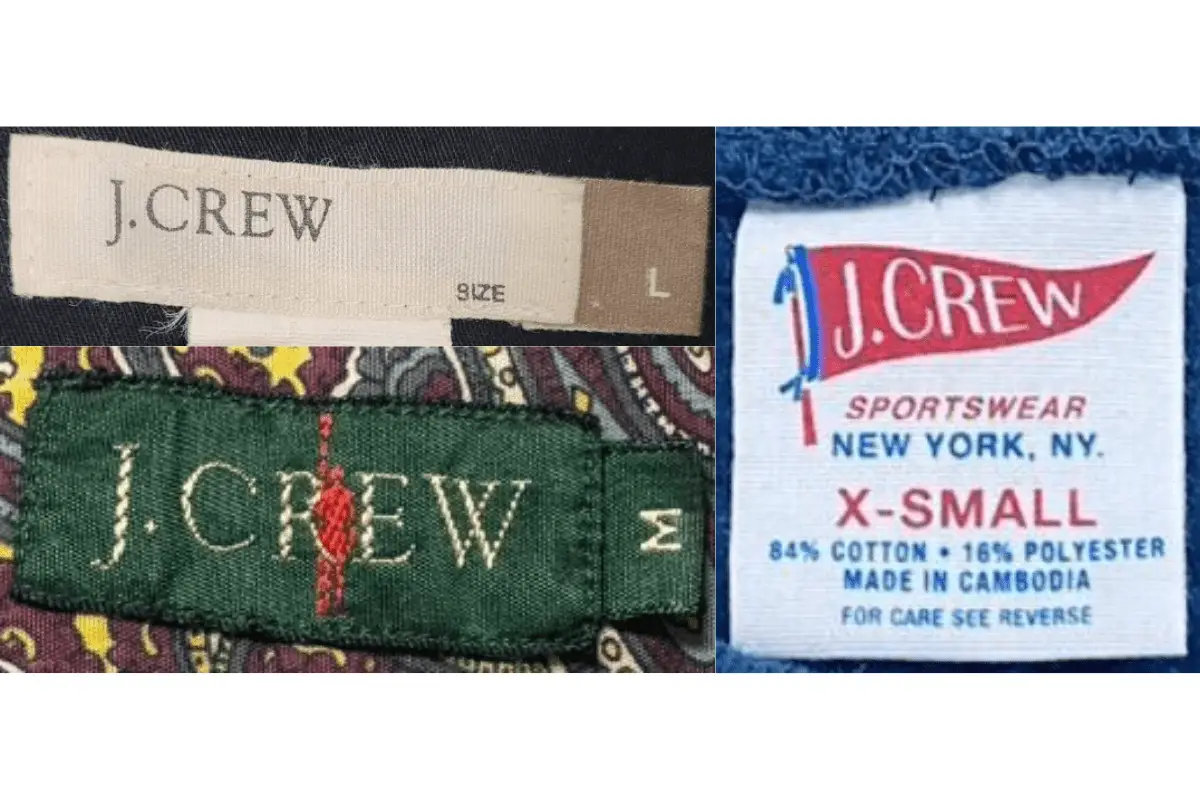 J.CREW
SIZE
L
J.CREW
M
J.CREW
SPORTSWEAR
NEW YORK, NY.
X-SMALL
84% COTTON • 16% POLYESTER
MADE IN CAMBODIA
FOR CARE SEE REVERSE